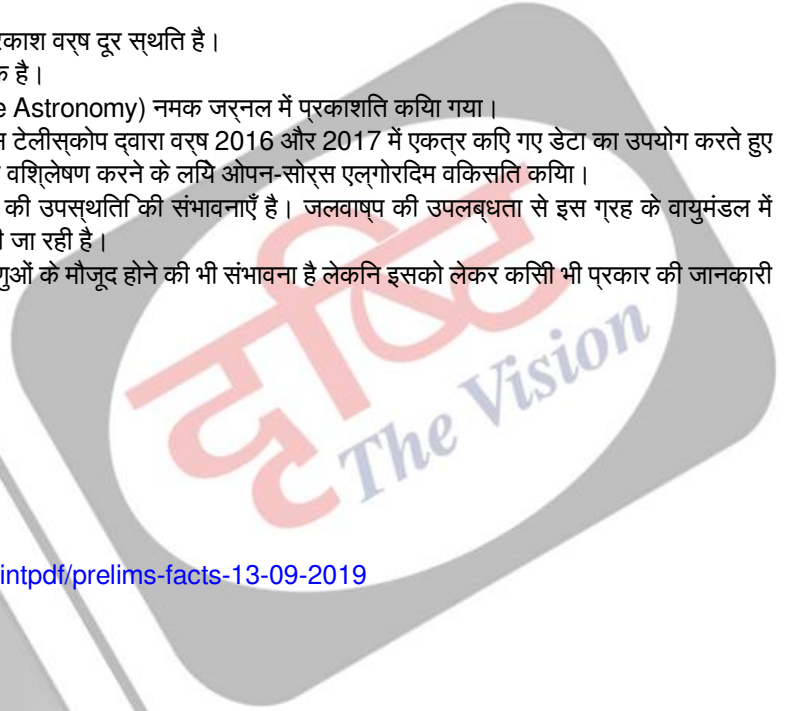 रकाश वर्ष दूर स्थित है।
क है।
e Astronomy) नमक जर्नल में प्रकाशित किया गया।
स टेलीस्कोप द्वारा वर्ष 2016 और 2017 में एकत्र किए गए डेटा का उपयोग करते हुए
विश्लेषण करने के लिये ओपन-सोर्स एल्गोरिदम विकसित किया।
की उपस्थिति की संभावनाएँ है। जलवाष्प की उपलब्धता से इस ग्रह के वायुमंडल में
ी जा रही है।
णुओं के मौजूद होने की भी संभावना है लेकिन इसको लेकर किसी भी प्रकार की जानकारी
दृष्टि
The Vision
intpdf/prelims-facts-13-09-2019